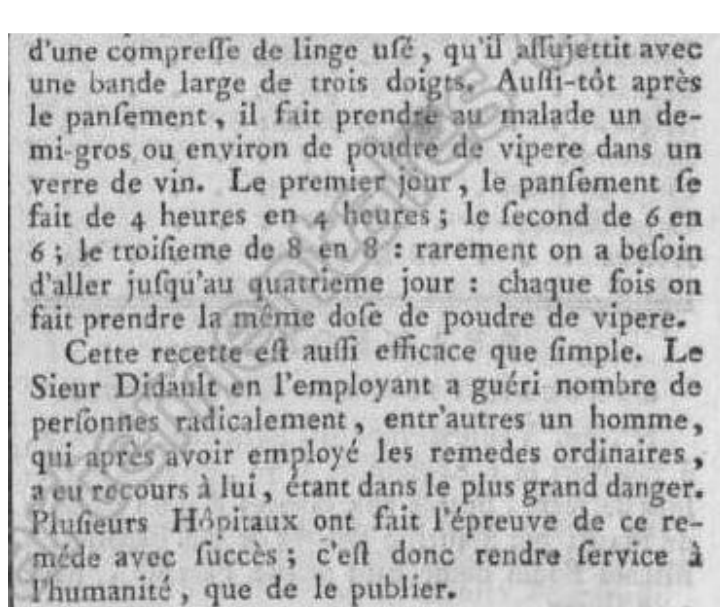 d'une compreſſe de linge uſé, qu'il aſſujettit avec
une bande large de trois doigts. Auſſi-tôt après
le panſement, il fait prendre au malade un de-
mi-gros ou environ de poudre de vipere dans un
verre de vin. Le premier jour, le panſement ſe
fait de 4 heures en 4 heures; le ſecond de 6 en
6; le troiſieme de 8 en 8 : rarement on a beſoin
d'aller juſqu'au quatrieme jour : chaque fois on
fait prendre la même doſe de poudre de vipere.
Cette recette eſt auſſi efficace que ſimple. Le
Sieur Didault en l'employant a guéri nombre de
perſonnes radicalement, entr'autres un homme,
qui après avoir employé les remedes ordinaires,
a eu recours à lui, étant dans le plus grand danger.
Pluſieurs Hôpitaux ont fait l'épreuve de ce re-
méde avec ſuccès; c'eſt donc rendre ſervice à
l'humanité, que de le publier.